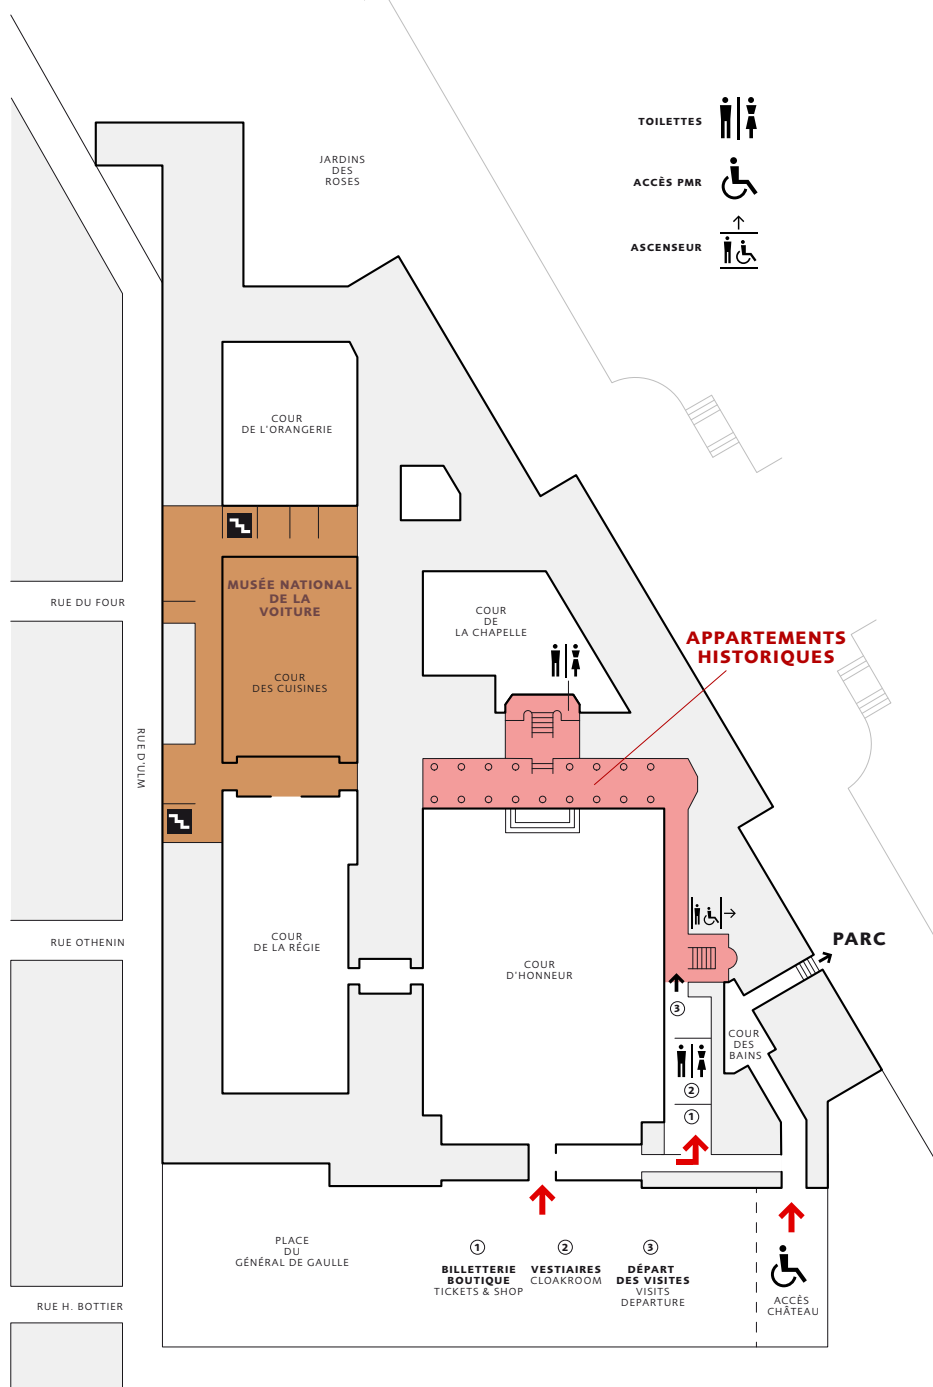 TOILETTES
JARDINS
DES
ROSES
ACCÈS PMR
ASCENSEUR
COUR
DE L'ORANGERIE
MUSÉE NATIONAL
DE LA
VOITURE
RUE DU FOUR
COUR
DE
LA CHAPELLE
APPARTEMENTS
HISTORIQUES
COUR
DES CUISINES
RUE D'ULM
RUE OTHENIN
COUR
DE LA RÉGIE
COUR
D'HONNEUR
PARC
3
COUR
DES
BAINS
2
1
PLACE
DU
GÉNÉRAL DE GAULLE
1
BILLETTERIE
BOUTIQUE
TICKETS & SHOP
2
VESTIAIRES
CLOAKROOM
3
DÉPART
DES VISITES
VISITS
DEPARTURE
ACCÈS
CHÂTEAU
RUE H. BOTTIER